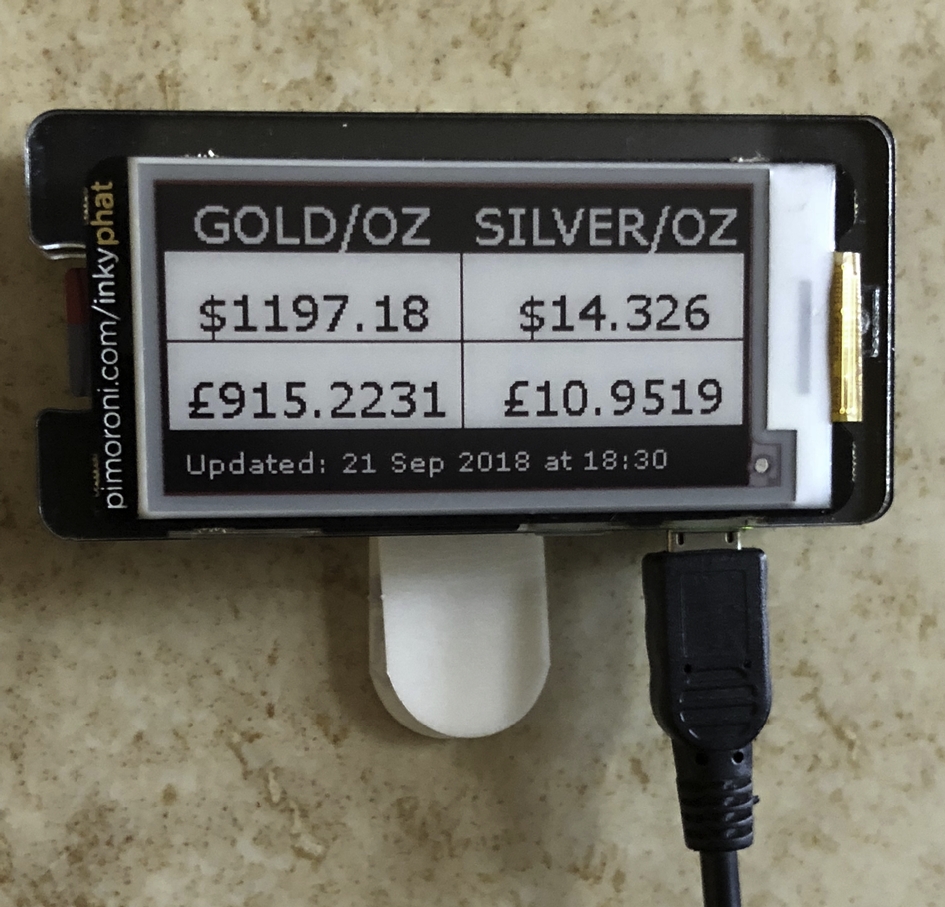 GOLD/OZ SILVER/OZ
$1197.18 $14.326
£915.2231 £10.9519
Updated: 21 Sep 2018 at 18:30
pimoroni.com/inkyphat